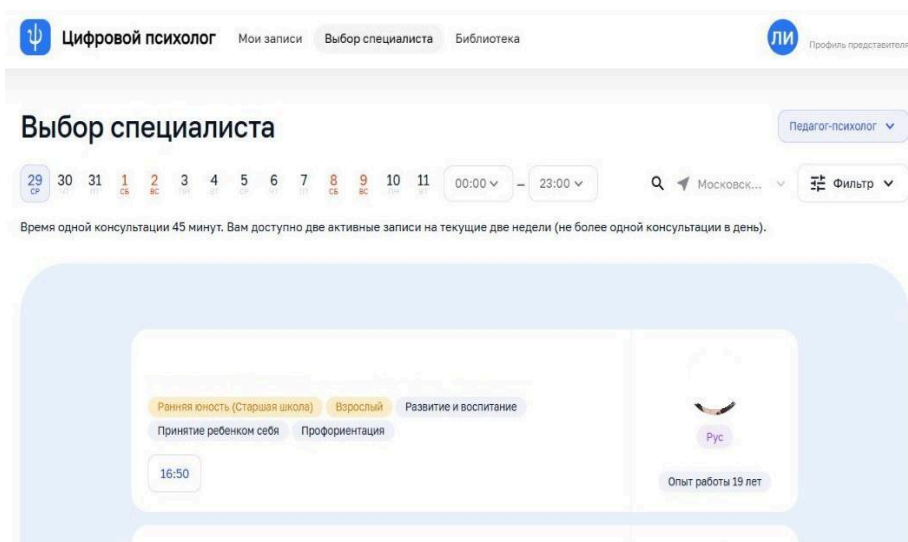 Цифровой психолог Мои записи Выбор специалиста Библиотека ЛИ Профиль представителя
Выбор специалиста Педагог-психолог
29 30 31 1 2 3 4 5 6 7 8 9 10 11 00:00 – 23:00 Московск... Фильтр
СР СБ ВС СБ ВС
Время одной консультации 45 минут. Вам доступно две активные записи на текущие две недели (не более одной консультации в день).
Ранняя юность (Старшая школа) Взрослый Развитие и воспитание
Принятие ребенком себя Профориентация
Рус
16:50
Опыт работы 19 лет